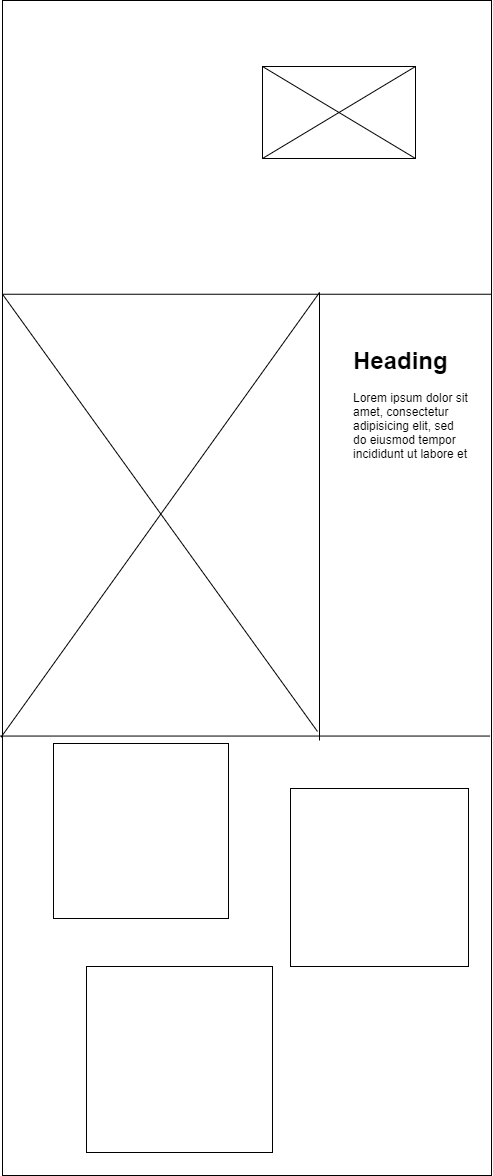 Heading
Lorem ipsum dolor sit
amet, consectetur
adipisicing elit, sed
do eiusmod tempor
incididunt ut labore et